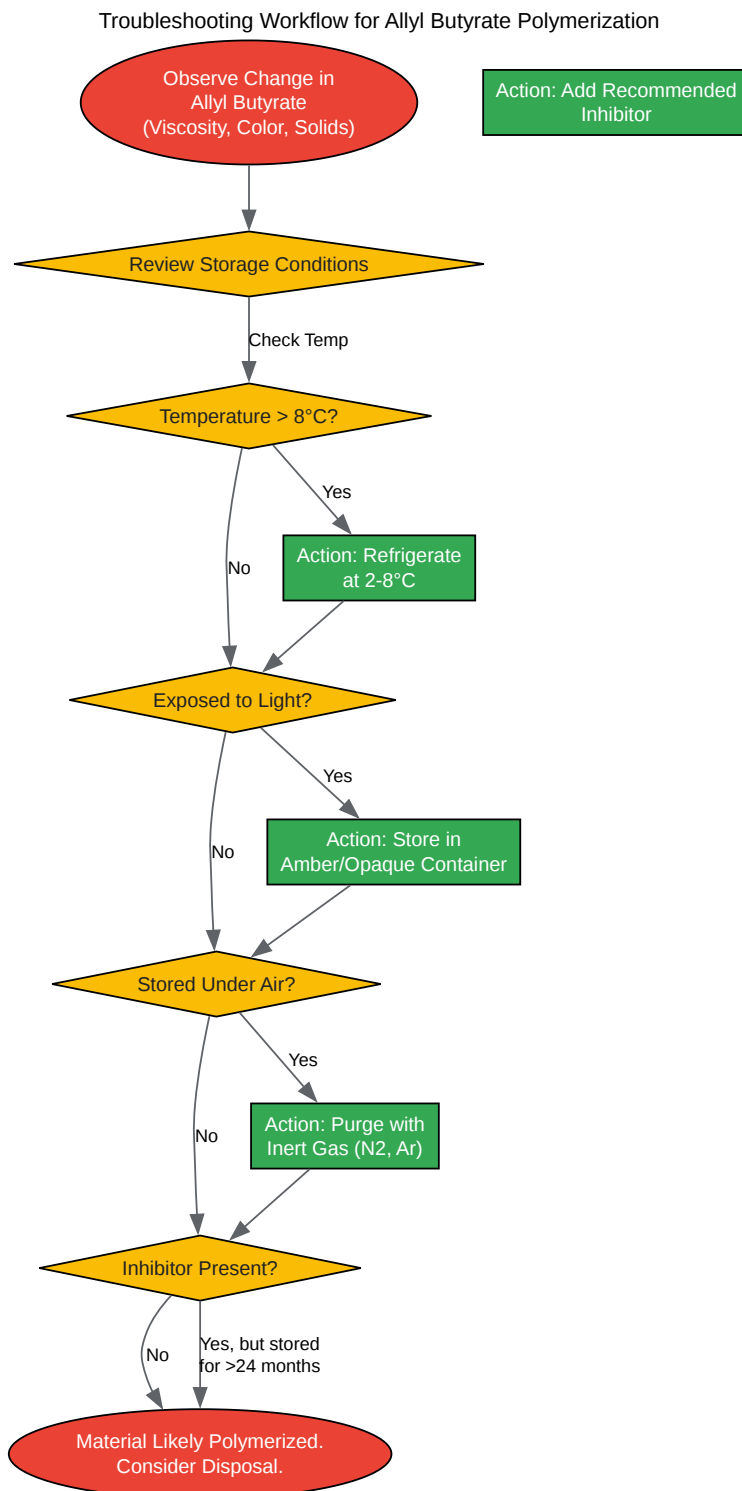 Troubleshooting Workflow for Allyl Butyrate Polymerization
Observe Change in
Allyl Butyrate
(Viscosity, Color, Solids)
Action: Add Recommended
Inhibitor
Review Storage Conditions
Check Temp
Temperature > 8°C?
Yes
Action: Refrigerate
at 2-8°C
No
Exposed to Light?
Yes
Action: Store in
Amber/Opaque Container
No
Stored Under Air?
Yes
Action: Purge with
Inert Gas (N2, Ar)
No
Inhibitor Present?
No
Yes, but stored
for >24 months
Material Likely Polymerized.
Consider Disposal.